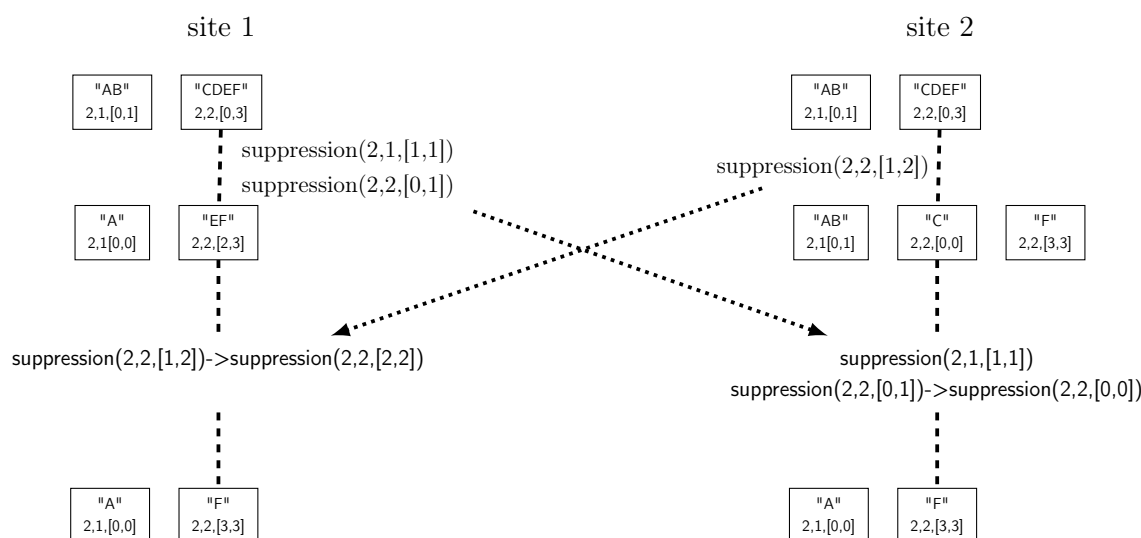 site 1
site 2
"AB"
2,1,[0,1]
"CDEF"
2,2,[0,3]
"AB"
2,1,[0,1]
"CDEF"
2,2,[0,3]
suppression(2,1,[1,1])
suppression(2,2,[0,1])
suppression(2,2,[1,2])
"A"
2,1[0,0]
"EF"
2,2,[2,3]
"AB"
2,1[0,1]
"C"
2,2,[0,0]
"F"
2,2,[3,3]
suppression(2,2,[1,2])->suppression(2,2,[2,2])
suppression(2,1,[1,1])
suppression(2,2,[0,1])->suppression(2,2,[0,0])
"A"
2,1,[0,0]
"F"
2,2,[3,3]
"A"
2,1,[0,0]
"F"
2,2,[3,3]